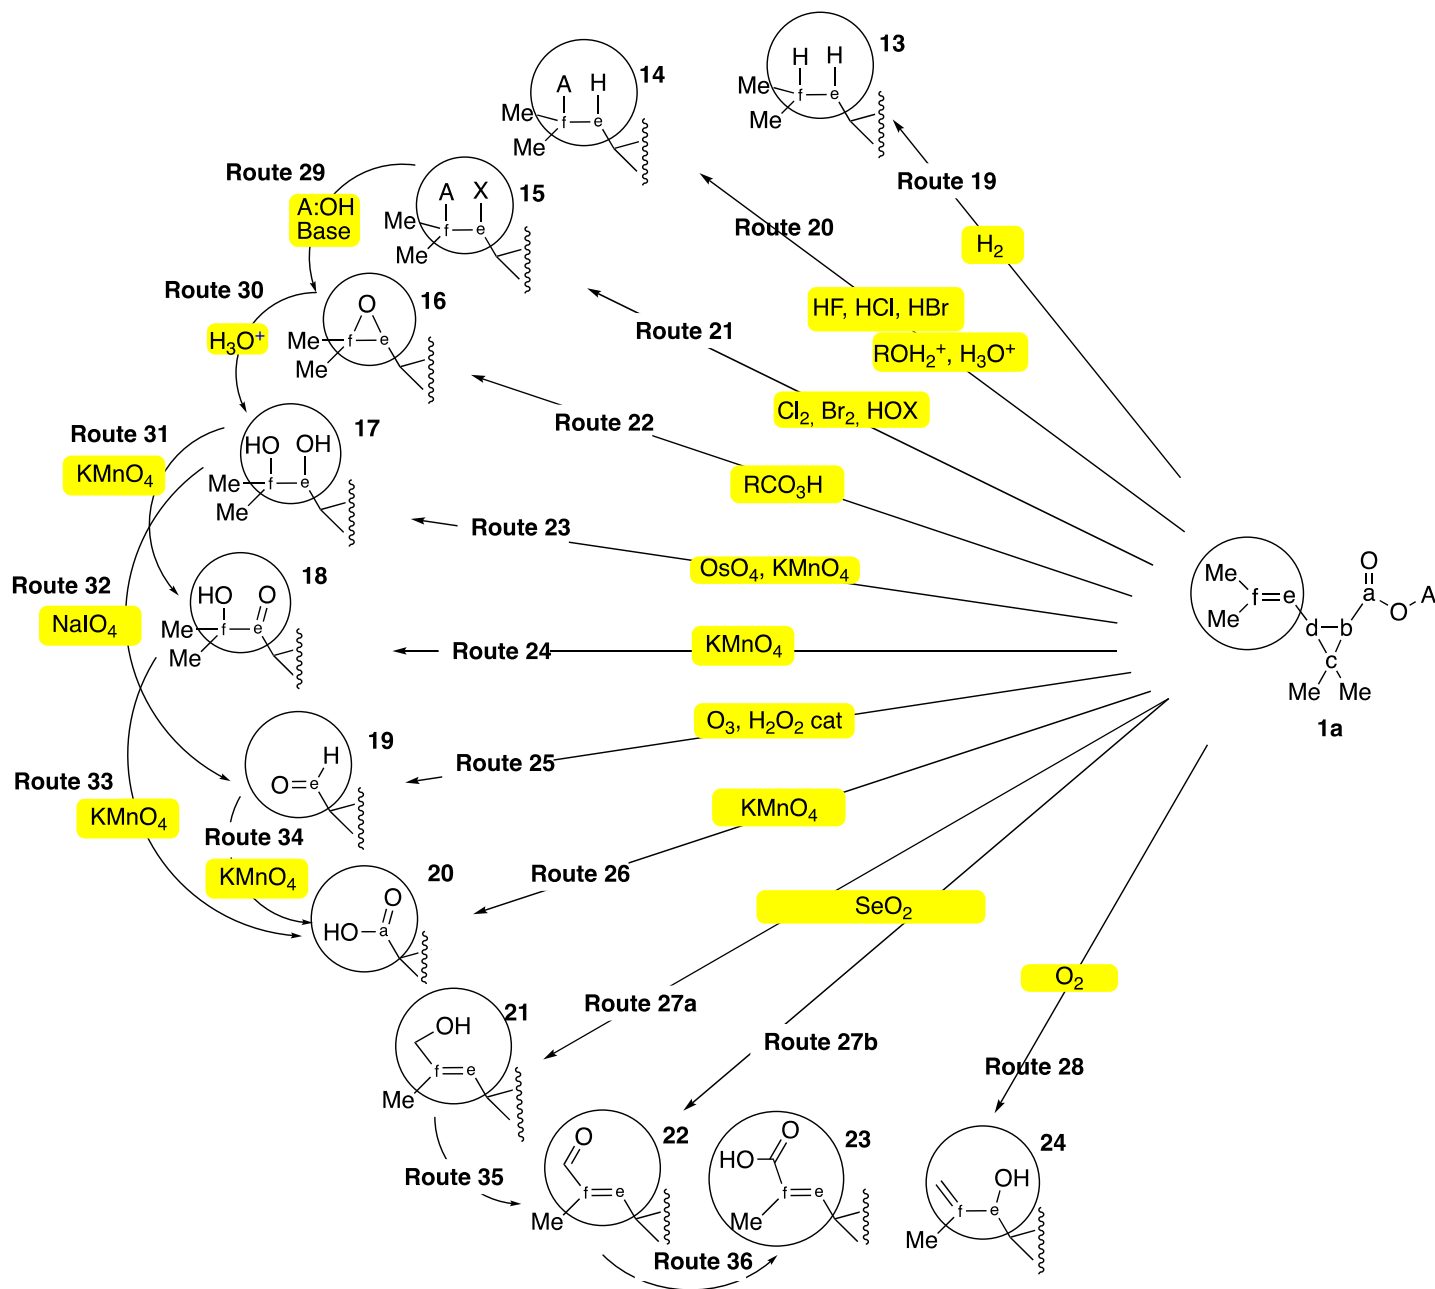 H H 13
Me f e
Me
A H 14
Me f e
Me
Route 19
H2
Route 29
A:OH
Base
A X 15
Me f e
Me
Route 20
HF, HCl, HBr
ROH2+, H3O+
Route 30
H3O+
O 16
Me f e
Me
Route 21
Cl2, Br2, HOX
Route 31
KMnO4
HO OH 17
Me f e
Me
Route 22
RCO3H
Route 23
OsO4, KMnO4
Route 32
NaIO4
HO O 18
Me f e
Me
Route 24
KMnO4
Me f e
Me
d b
c
a O
O A
Me Me
1a
Route 33
KMnO4
H 19
O e
Route 25
O3, H2O2 cat
Route 34
KMnO4
O 20
HO a
Route 26
KMnO4
SeO2
OH 21
f e
Me
Route 27a
Route 27b
O2
Route 28
Route 35
O 22
f e
Me
HO O 23
f e
Me
OH 24
f e
Me
Route 36